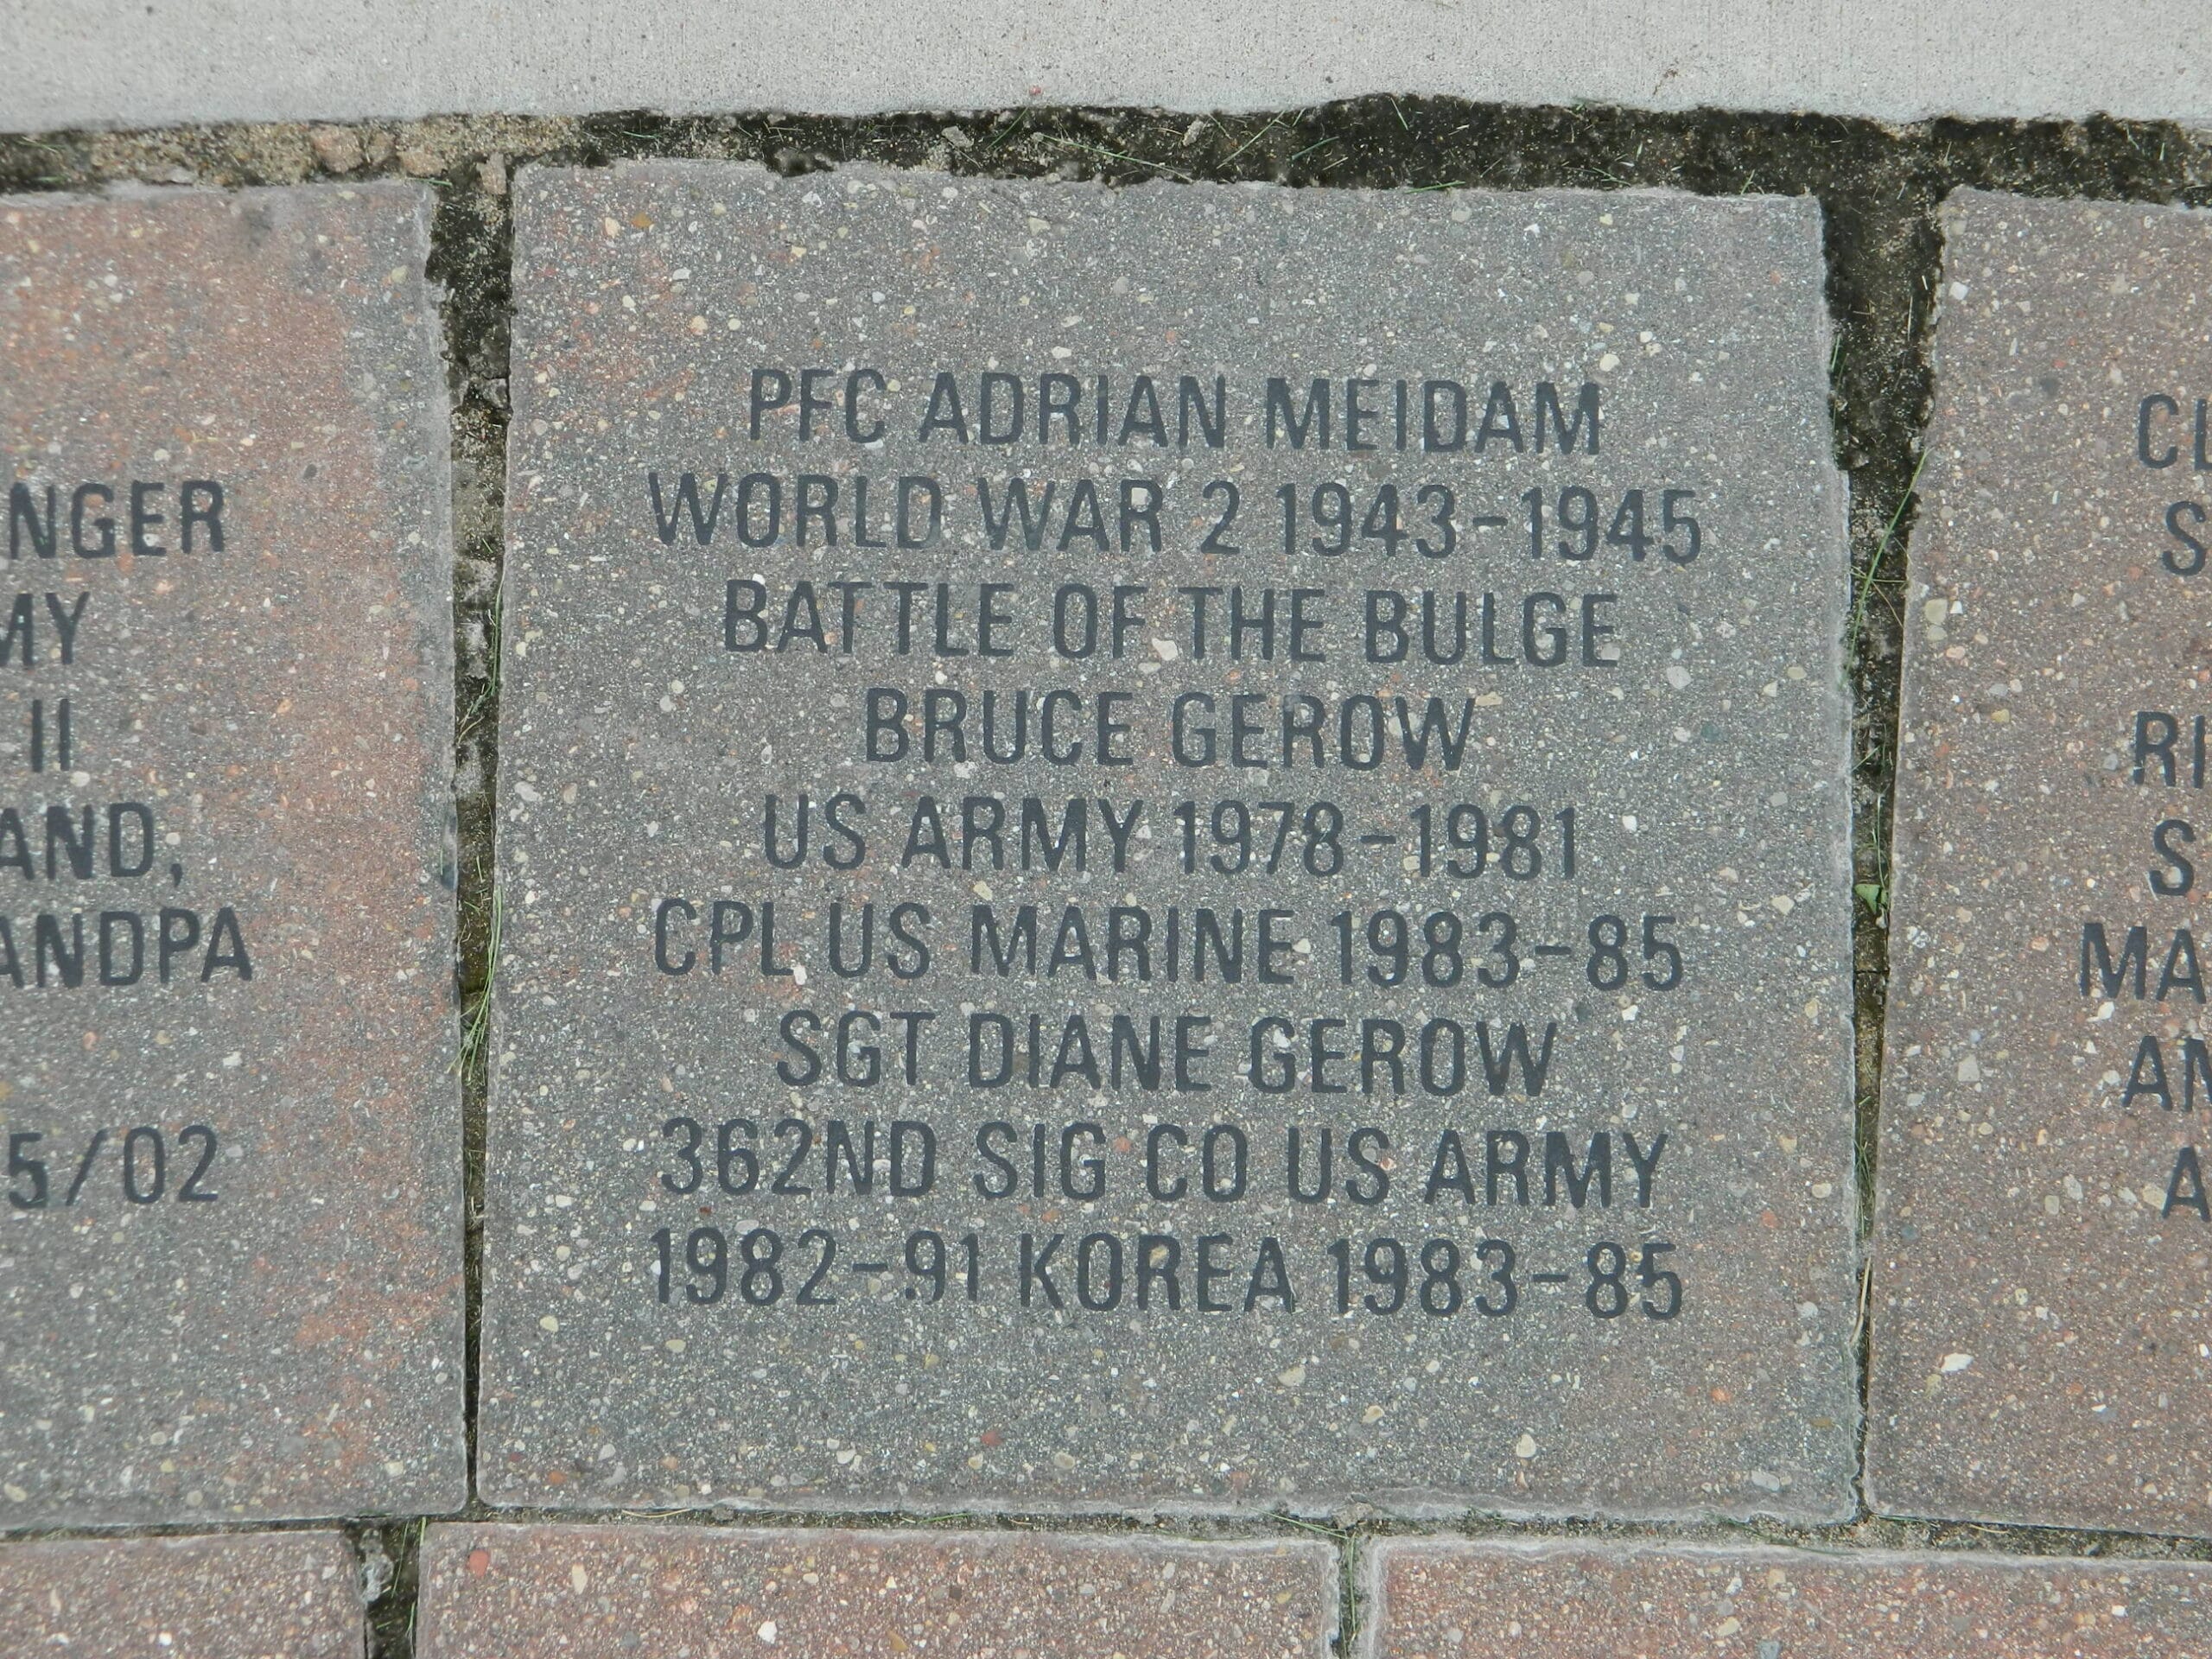 PFC ADRIAN MEIDAM
WORLD WAR 2 1943-1945
BATTLE OF THE BULGE
BRUCE GEROW
US ARMY 1978-1981
CPL US MARINE 1983-85
SGT DIANE GEROW
362ND SIG CO US ARMY
1982-91 KOREA 1983-85
NGER
MY
II
AND,
ANDPA
5/02
RI
S
MA